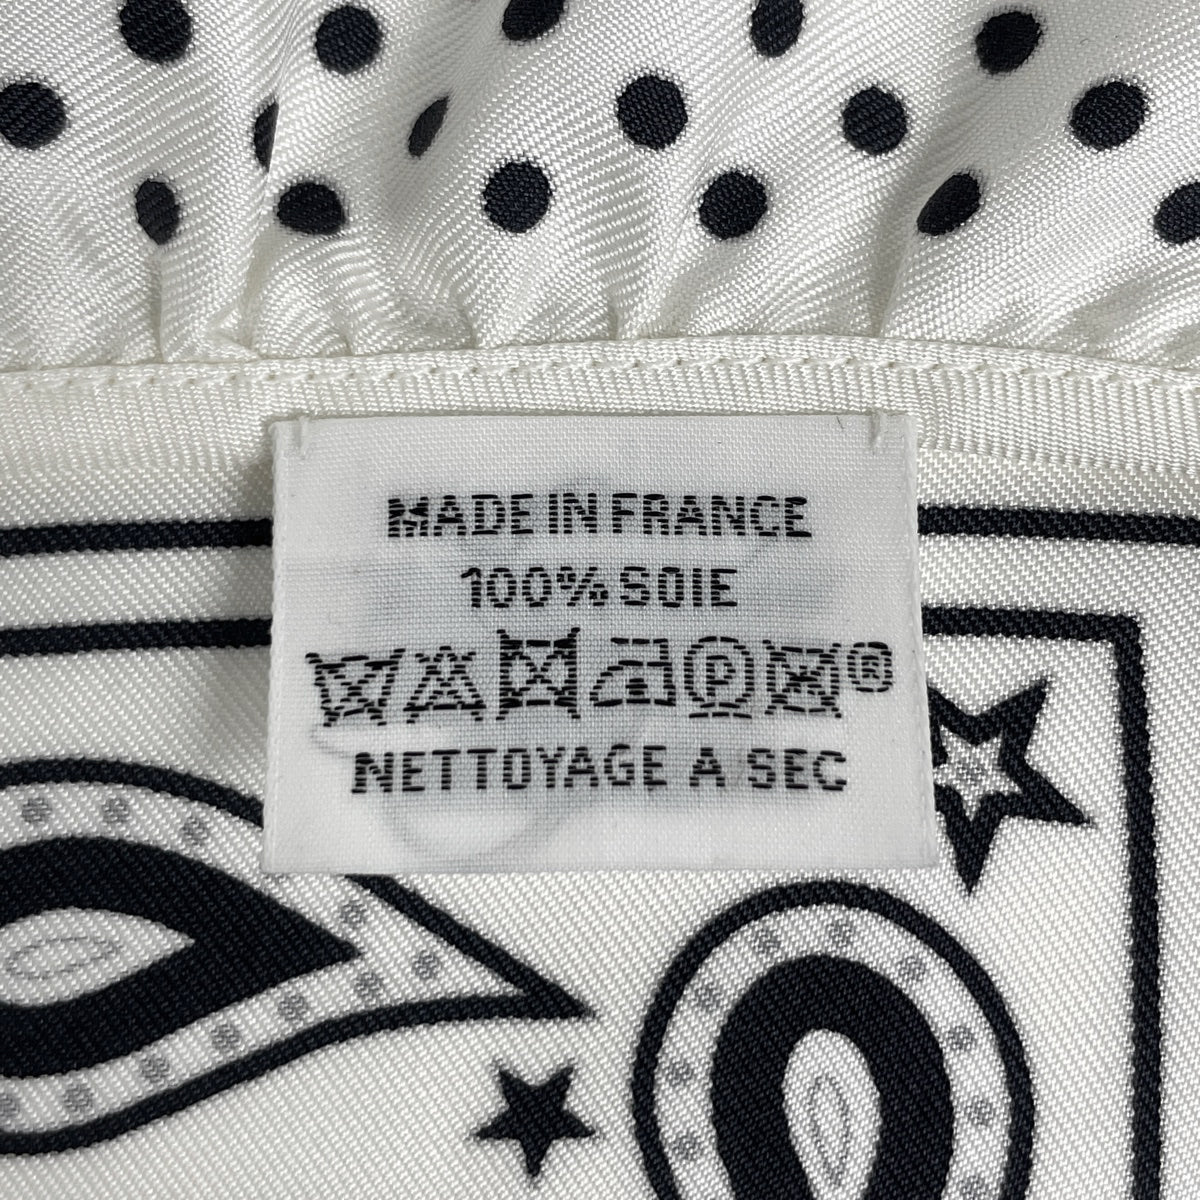 MADE IN FRANCE
100% SOIE
P ®
NETTOYAGE A SEC